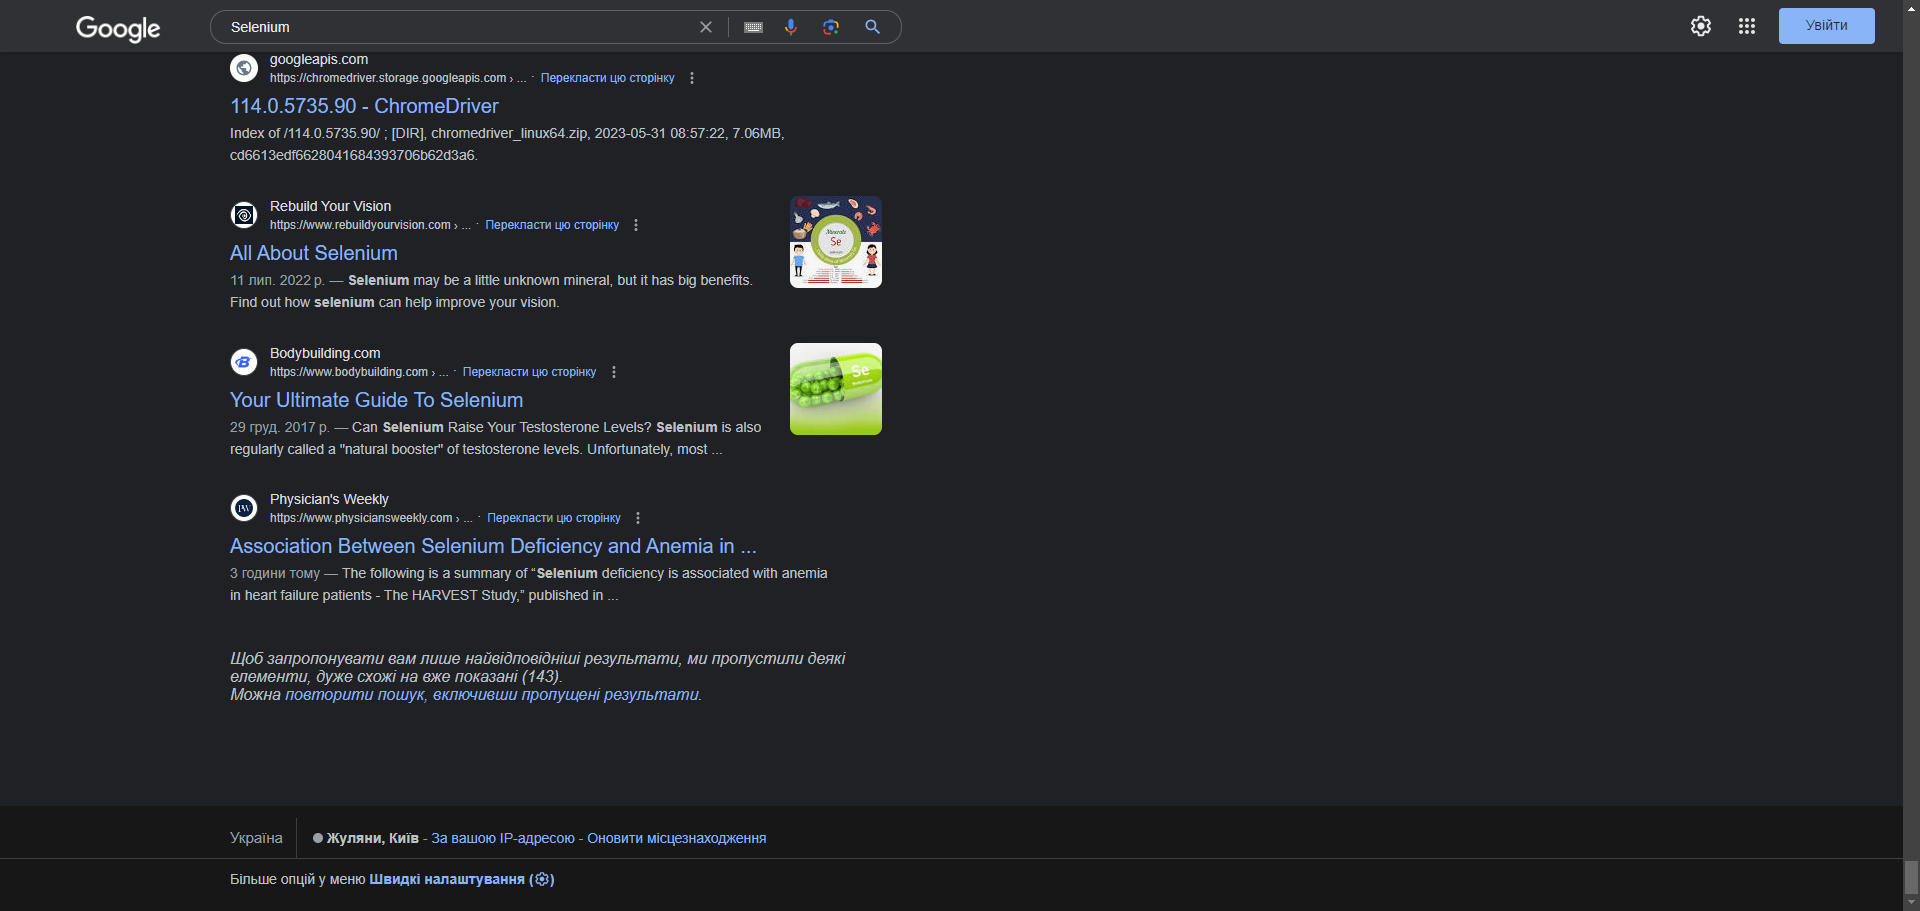 Google
Selenium
Увійти
googleapis.com
https://chromedriver.storage.googleapis.com › ... · Перекласти цю сторінку
114.0.5735.90 - ChromeDriver
Index of /114.0.5735.90/ ; [DIR], chromedriver_linux64.zip, 2023-05-31 08:57:22, 7.06MB,
cd6613edf6628041684393706b62d3a6.
Rebuild Your Vision
https://www.rebuildyourvision.com › ... · Перекласти цю сторінку
All About Selenium
11 лип. 2022 р. — Selenium may be a little unknown mineral, but it has big benefits.
Find out how selenium can help improve your vision.
Minerals
Se
Bodybuilding.com
https://www.bodybuilding.com › ... · Перекласти цю сторінку
Your Ultimate Guide To Selenium
29 груд. 2017 р. — Can Selenium Raise Your Testosterone Levels? Selenium is also
regularly called a "natural booster" of testosterone levels. Unfortunately, most ...
Se
Physician's Weekly
https://www.physiciansweekly.com › ... · Перекласти цю сторінку
Association Between Selenium Deficiency and Anemia in ...
3 години тому — The following is a summary of “Selenium deficiency is associated with anemia
in heart failure patients - The HARVEST Study,” published in ...
Щоб запропонувати вам лише найвідповідніші результати, ми пропустили деякі
елементи, дуже схожі на вже показані (143).
Можна повторити пошук, включивши пропущені результати.
Україна
Жуляни, Київ - За вашою IP-адресою - Оновити місцезнаходження
Більше опцій у меню Швидкі налаштування ()